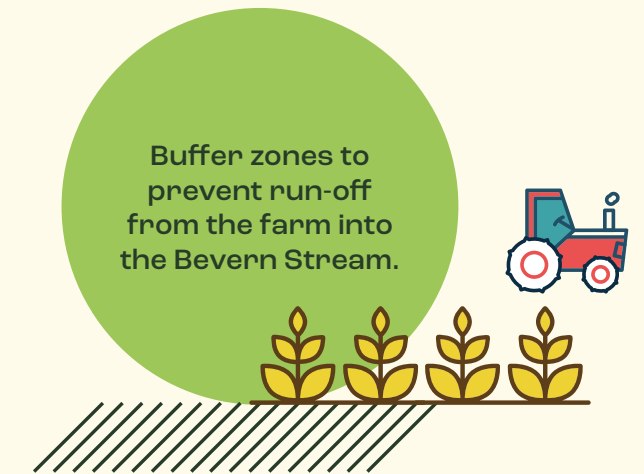 Buffer zones to
prevent run-off
from the farm into
the Bevern Stream.